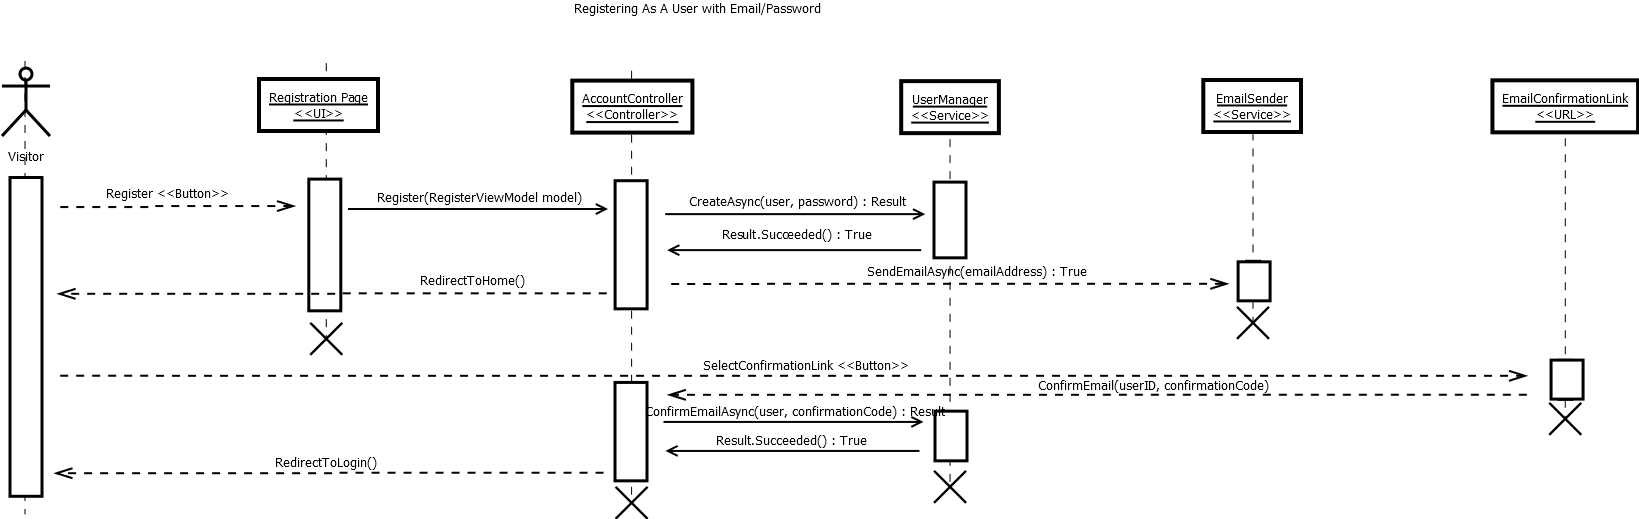 Registering As A User with Email/Password
Registration Page
<<UI>>
AccountController
<<Controller>>
UserManager
<<Service>>
EmailSender
<<Service>>
EmailConfirmationLink
<<URL>>
Visitor
Register <<Button>>
Register(RegisterViewModel model)
CreateAsync(user, password) : Result
Result.Succeeded() : True
SendEmailAsync(emailAddress) : True
RedirectToHome()
SelectConfirmationLink <<Button>>
ConfirmEmail(userID, confirmationCode)
ConfirmEmailAsync(user, confirmationCode) : Result
Result.Succeeded() : True
RedirectToLogin()